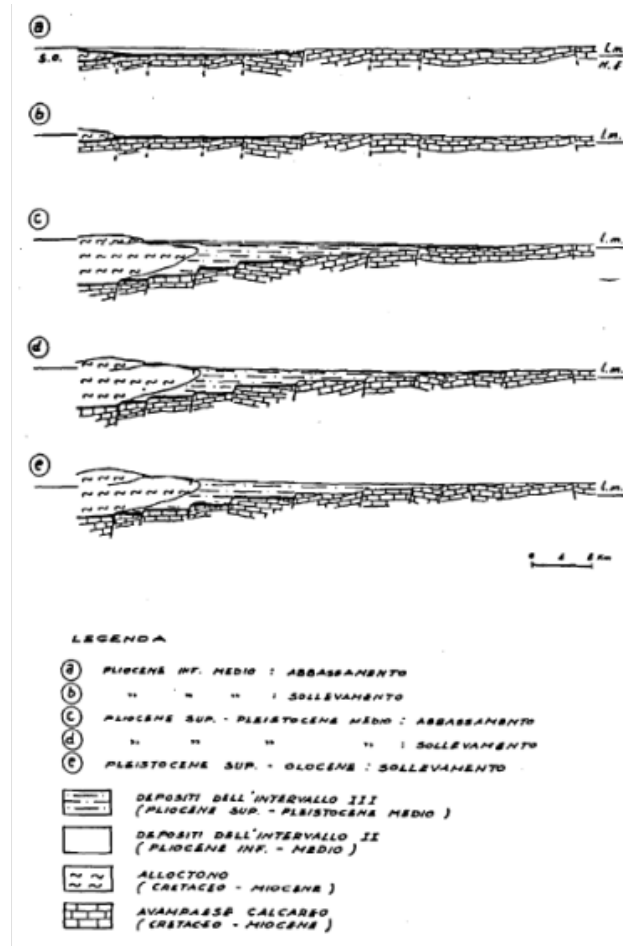 a
S.O.
l.m.
N.E
b
l.m.
c
l.m.
d
l.m.
e
l.m.
0 4 8 Km
LEGENDA
a PLIOCENE INF. MEDIO : ABBASSAMENTO
b " " " : SOLLEVAMENTO
c PLIOCENE SUP. - PLEISTOCENE MEDIO : ABBASSAMENTO
d " " " " : SOLLEVAMENTO
e PLEISTOCENE SUP. - OLOCENE : SOLLEVAMENTO
DEPOSITI DELL'INTERVALLO III
( PLIOCENE SUP. - PLEISTOCENE MEDIO )
DEPOSITI DELL'INTERVALLO II
( PLIOCENE INF. - MEDIO )
ALLOCTONO
( CRETACEO - MIOCENE )
AVAMPAESE CALCAREO
( CRETACEO - MIOCENE )